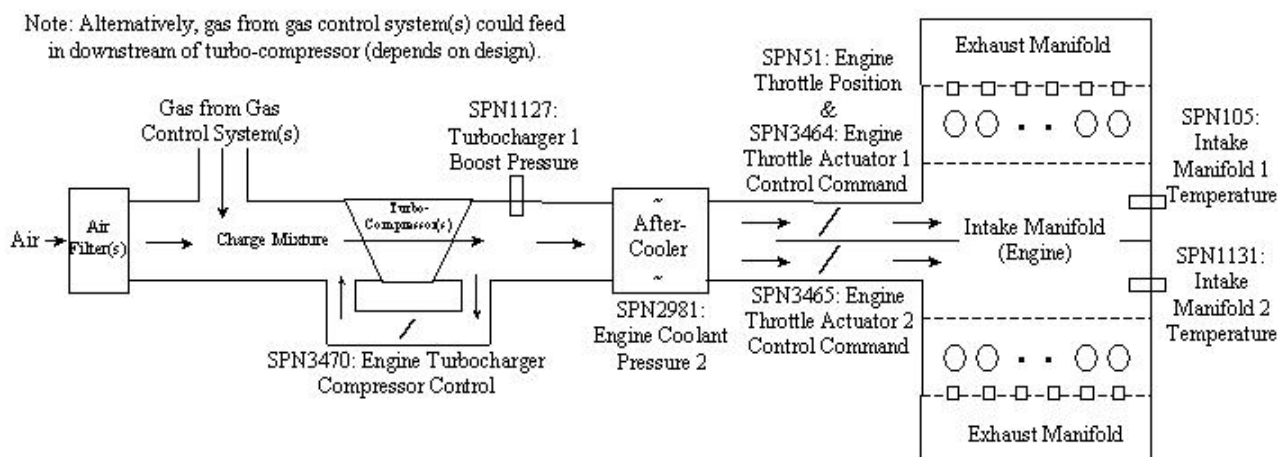 Note: Alternatively, gas from gas control system(s) could feed
in downstream of turbo-compressor (depends on design).
Gas from Gas
Control System(s)
SPN1127:
Turbocharger 1
Boost Pressure
SPN51: Engine
Throttle Position
&
SPN3464: Engine
Throttle Actuator 1
Control Command
Exhaust Manifold
SPN105:
Intake
Manifold 1
Temperature
Air
Air
Filter(s)
Charge Mixture
Turbo-
Compressor(s)
~
After-
Cooler
~
Intake Manifold
(Engine)
SPN3470: Engine Turbocharger
Compressor Control
SPN2981:
Engine Coolant
Pressure 2
SPN3465: Engine
Throttle Actuator 2
Control Command
SPN1131:
Intake
Manifold 2
Temperature
Exhaust Manifold